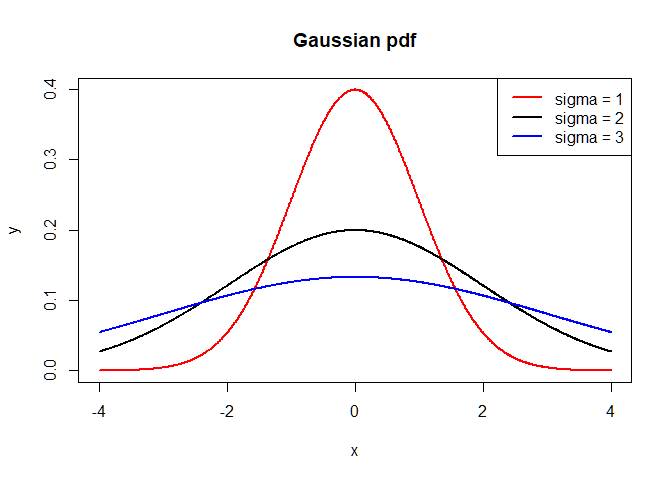 Gaussian pdf
sigma = 1
sigma = 2
sigma = 3
y
0.4
0.3
0.2
0.1
0.0
-4 -2 0 2 4
x